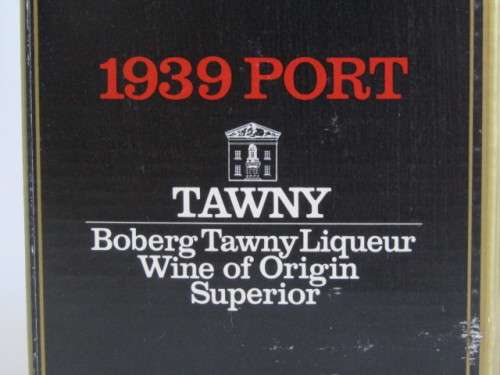 1939 PORT
TAWNY
Boberg Tawny Liqueur
Wine of Origin
Superior